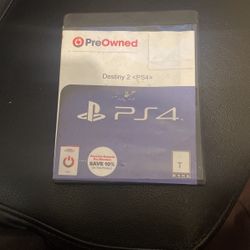 PreOwned
Destiny 2 <PS4>
PS4
SAVE 10%
T